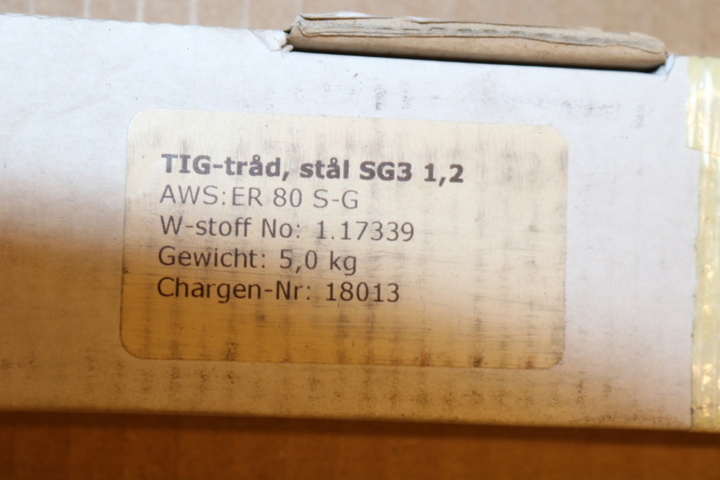 TIG-tråd, stål SG3 1,2
AWS:ER 80 S-G
W-stoff No: 1.17339
Gewicht: 5,0 kg
Chargen-Nr: 18013